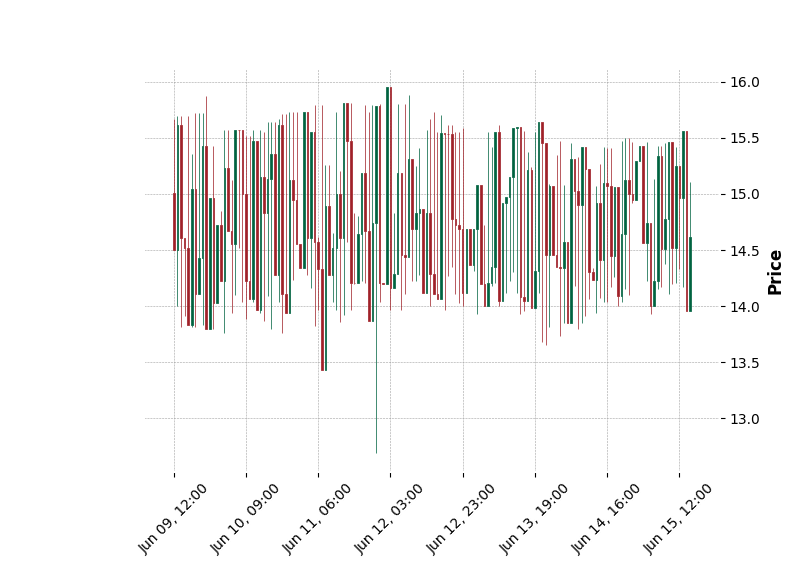 16.0
15.5
15.0
14.5
14.0
13.5
13.0
Price
Jun 09, 12:00
Jun 10, 09:00
Jun 11, 06:00
Jun 12, 03:00
Jun 12, 23:00
Jun 13, 19:00
Jun 14, 16:00
Jun 15, 12:00